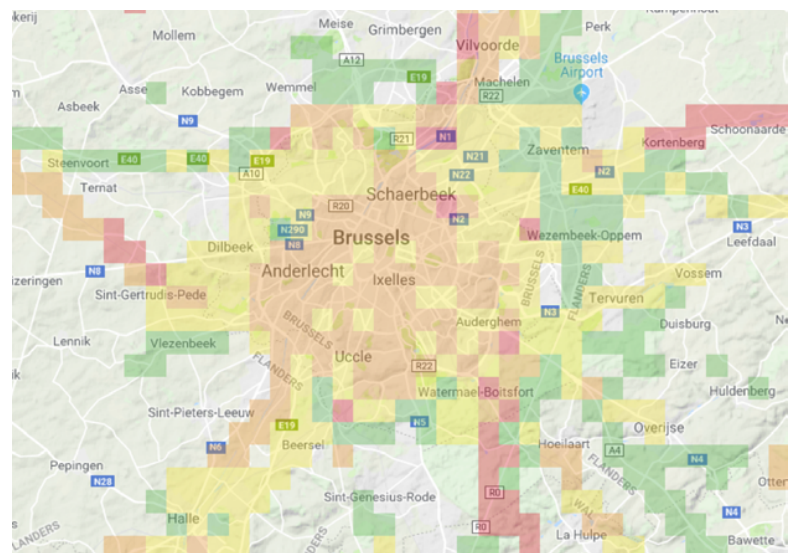 Meise
Grimbergen
Perk
Mollem
Vilvoorde
A12
Brussels
Airport
E19
Machelen
Asse
Kobbegem
Wemmel
R22
Asbeek
N9
R21
N1
Schoonaarde
Kortenberg
Zaventem
Steenvoort
E40
E40
E19
N21
N2
A10
N22
E40
Ternat
Schaerbeek
R20
N9
N2
N290
N3
Brussels
Wezembeek-Oppem
Leefdaal
Dilbeek
N8
N8
Anderlecht
Ixelles
BRUSSELS
FLANDERS
Vossem
Sint-Gertrudis-Pede
Tervuren
N3
BRUSSELS
Auderghem
Duisburg
Lennik
Vlezenbeek
FLANDERS
Uccle
R22
Eizer
Watermael-Boitsfort
Huldenberg
Sint-Pieters-Leeuw
E19
N5
Overijse
N6
Beersel
Hoeilaart
A4
Pepingen
N4
N28
FLANDERS
Sint-Genesius-Rode
R0
WAL
N4
Halle
R0
La Hulpe
Bawette
LANDERS